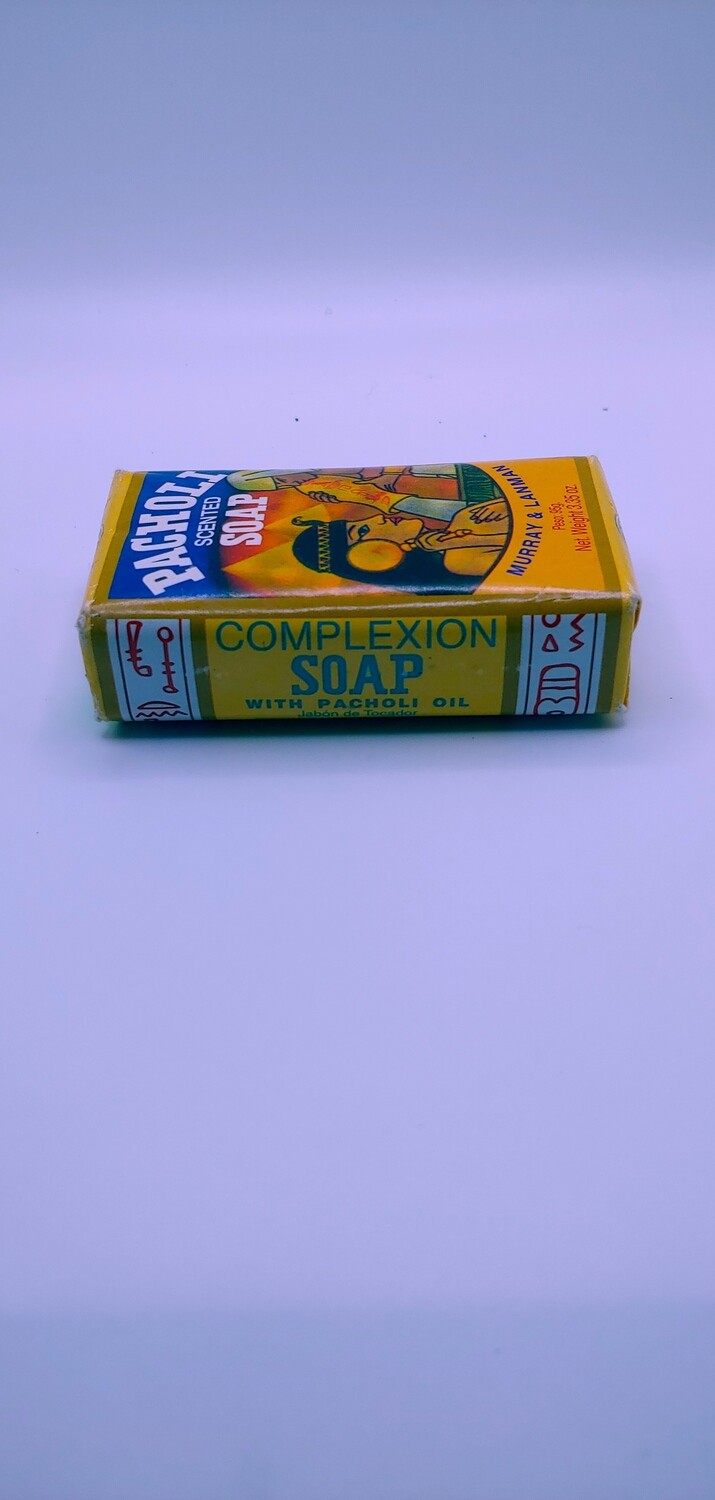 PACHOLI
SCENTED
SOAP
MURRAY & LANMAN
Peso: 95g.
Net. Weight 3.35 oz.
COMPLEXION
SOAP
WITH PACHOLI OIL
Jabón de Tocador